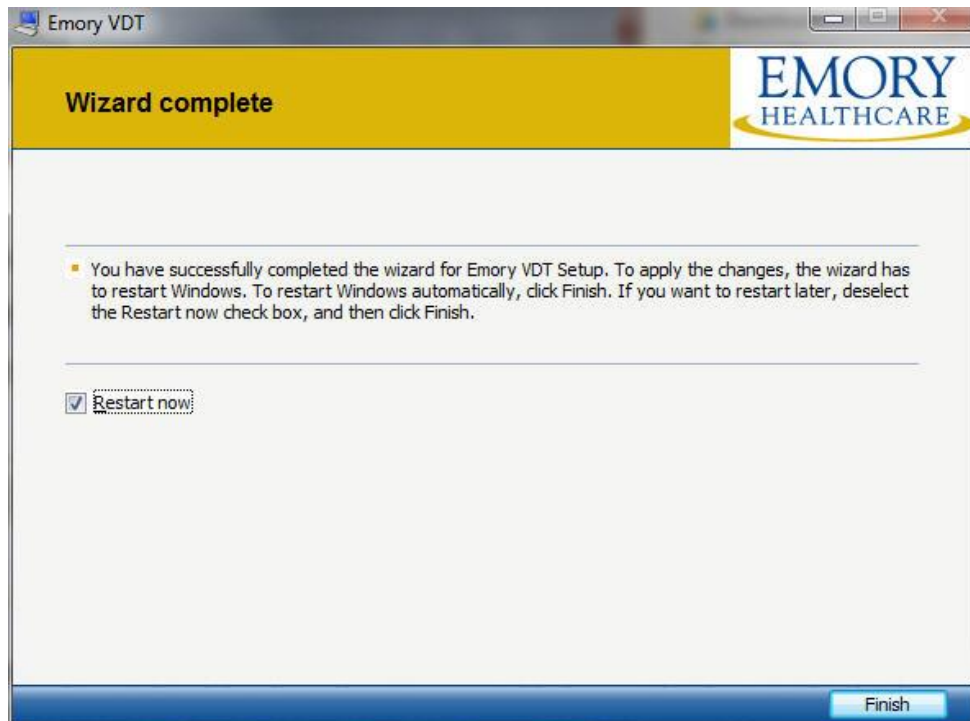 Emory VDT
Wizard complete
EMORY
HEALTHCARE
You have successfully completed the wizard for Emory VDT Setup. To apply the changes, the wizard has
to restart Windows. To restart Windows automatically, click Finish. If you want to restart later, deselect
the Restart now check box, and then click Finish.
Restart now
Finish